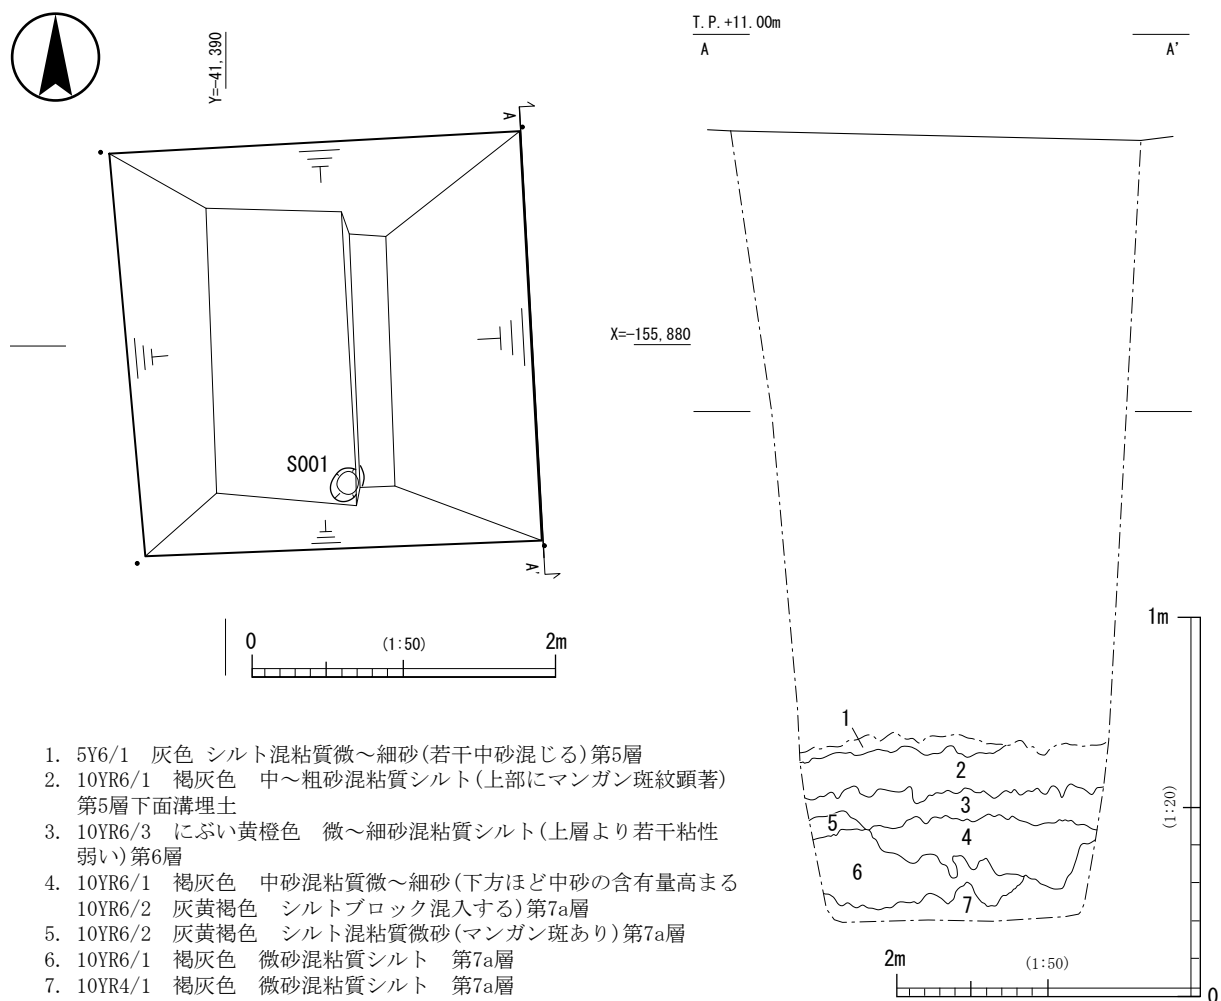 T.P.+11.00m
A
A'
Y=-41,390
A
X=-155,880
S001
A'
0
(1:50)
2m
1m
(1:20)
1
2
3
4
5
6
7
2m
(1:50)
0
1. 5Y6/1 灰色 シルト混粘質微～細砂(若干中砂混じる)第5層
2. 10YR6/1 褐灰色 中～粗砂混粘質シルト(上部にマンガン斑紋顕著)
第5層下面溝埋土
3. 10YR6/3 にぶい黄橙色 微～細砂混粘質シルト(上層より若干粘性
弱い)第6層
4. 10YR6/1 褐灰色 中砂混粘質微～細砂(下方ほど中砂の含有量高まる
10YR6/2 灰黄褐色 シルトブロック混入する)第7a層
5. 10YR6/2 灰黄褐色 シルト混粘質微砂(マンガン斑あり)第7a層
6. 10YR6/1 褐灰色 微砂混粘質シルト 第7a層
7. 10YR4/1 褐灰色 微砂混粘質シルト 第7a層